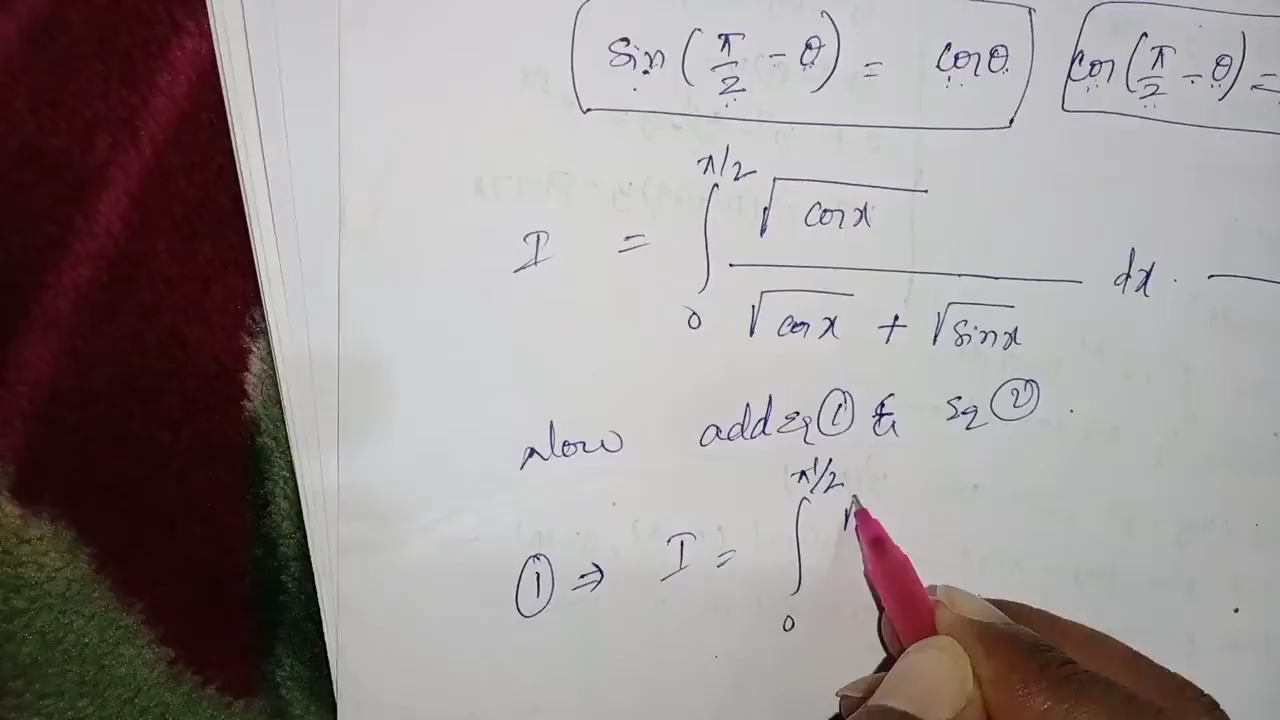 sin(π/2 - θ) = cosθ cos(π/2 - θ) =
I = ∫₀^π/2 √cosx / (√cosx + √sinx) dx.
Now add Eq ① & Eq ②.
① ⇒ I = ∫₀^π/2 √